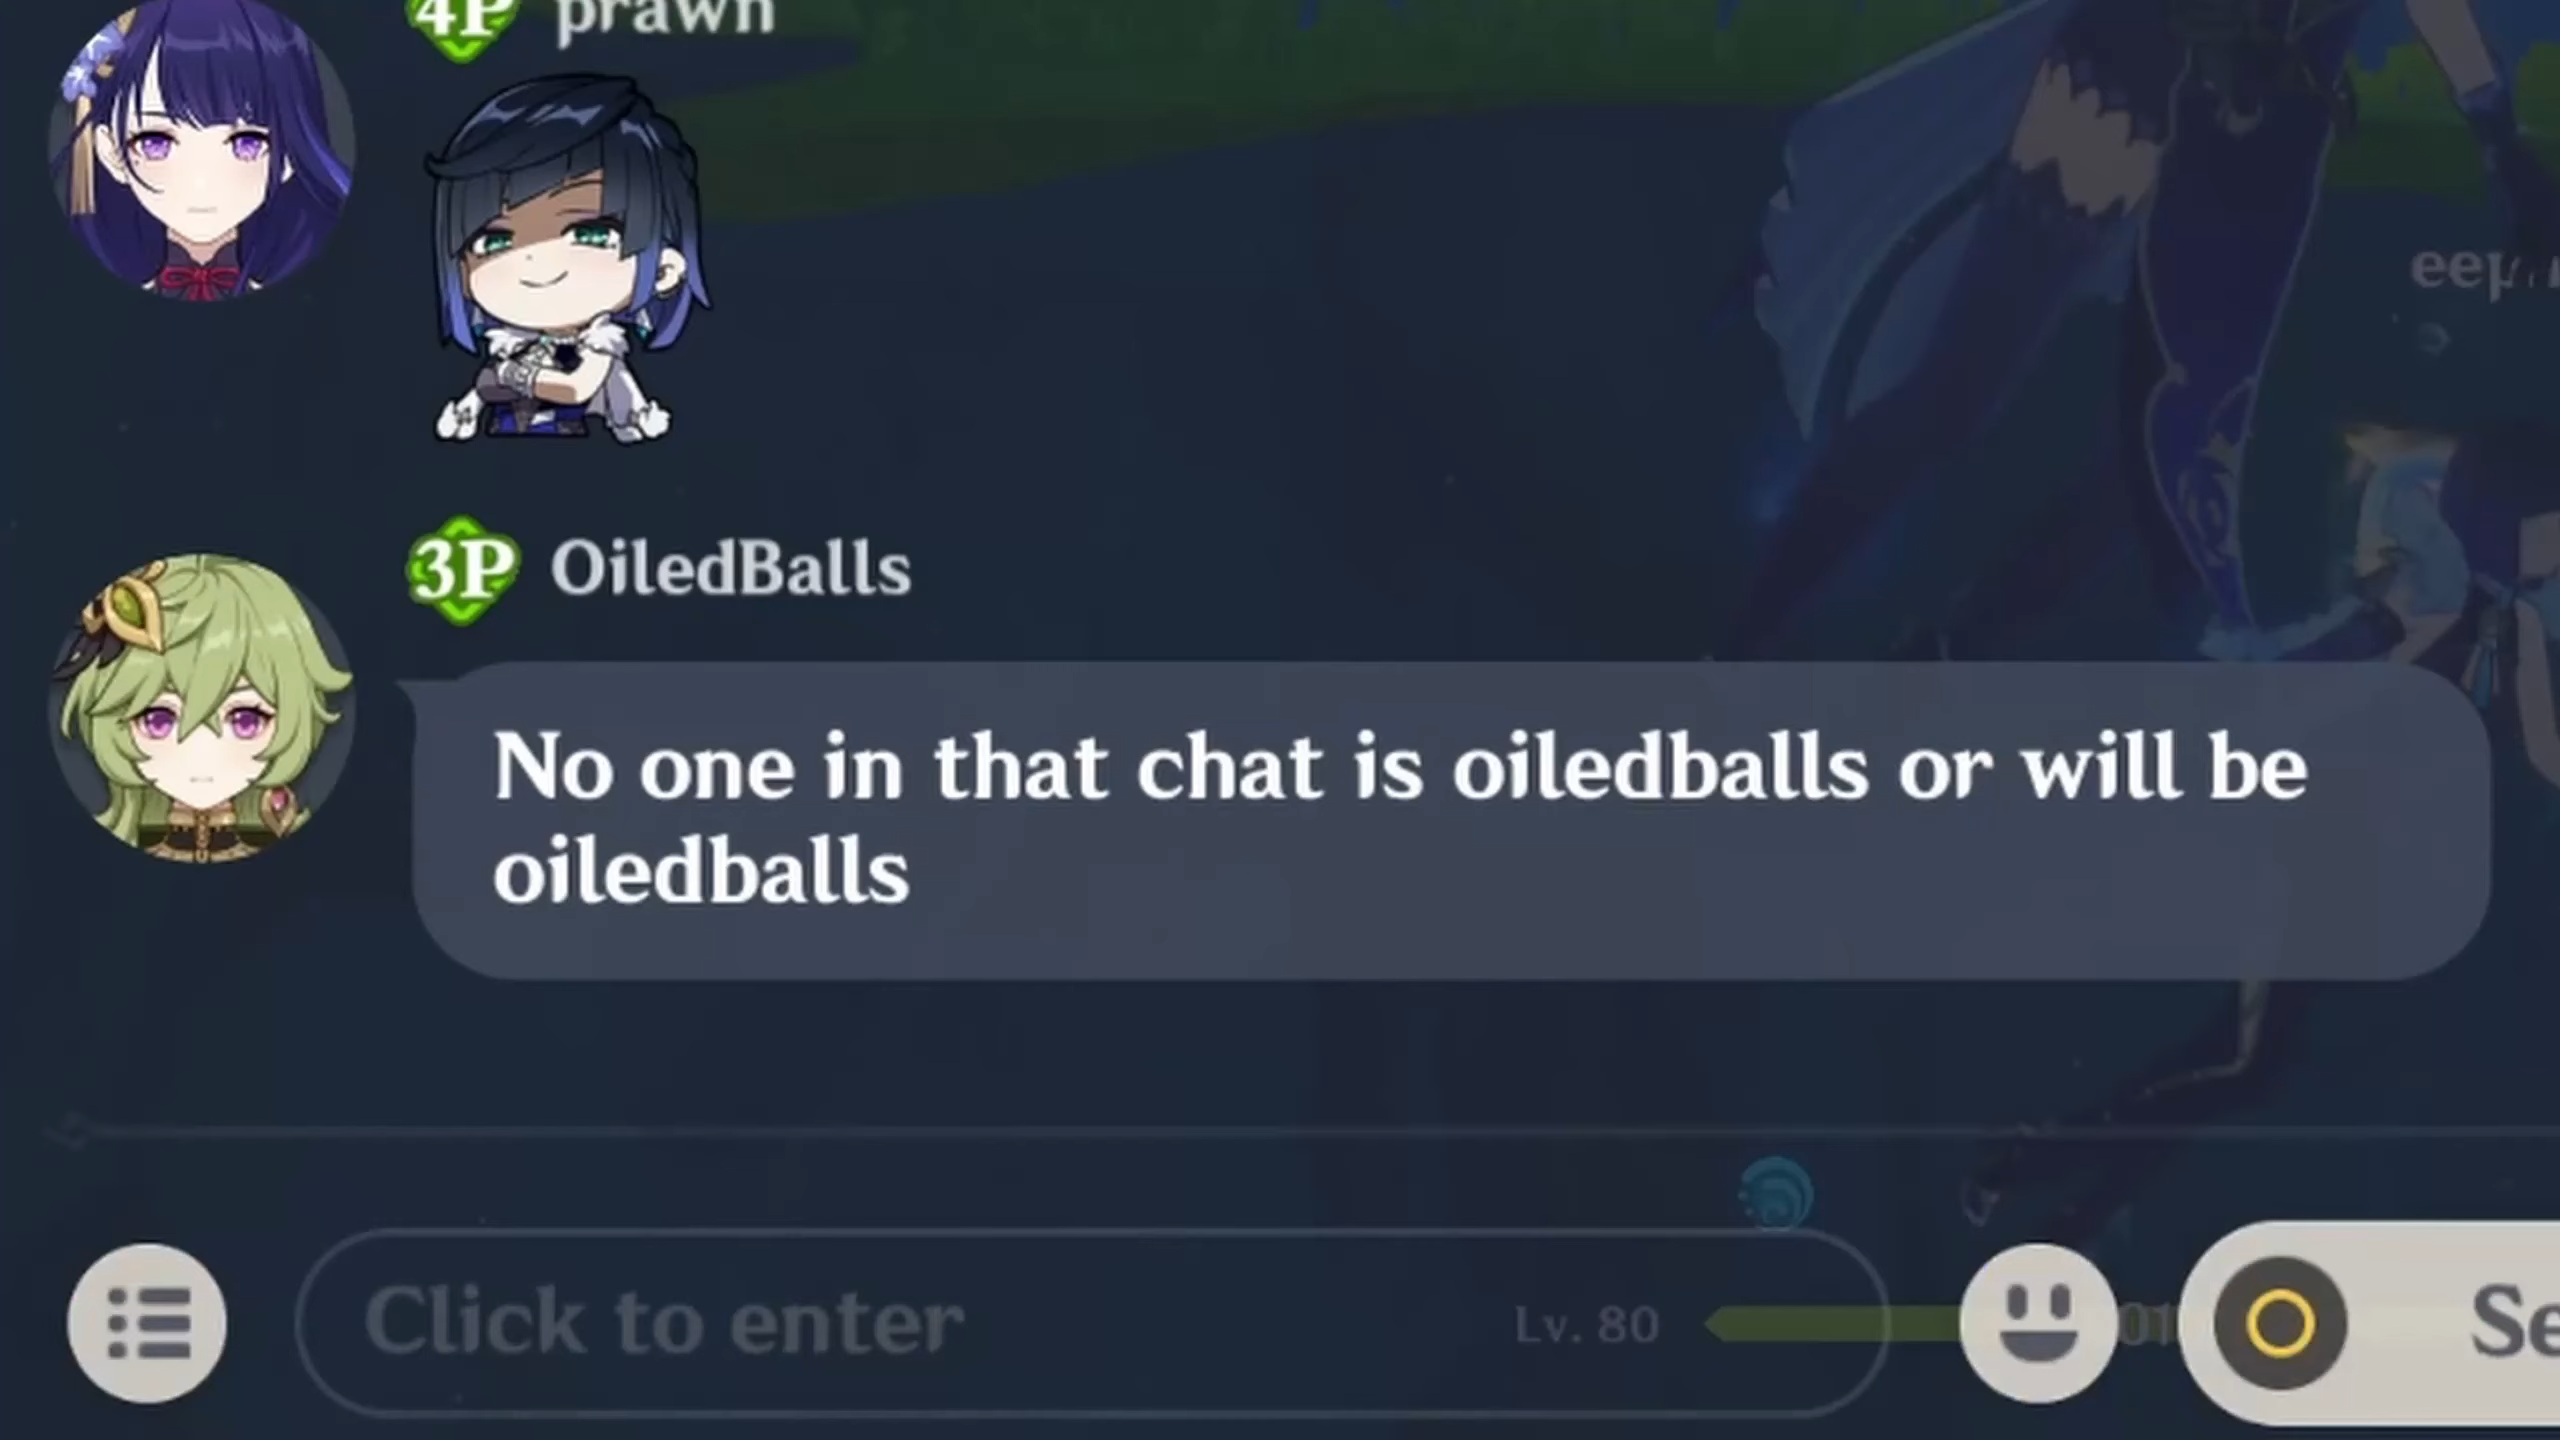 4P prawn
3P OiledBalls
No one in that chat is oiledballs or will be
oiledballs
Click to enter
Lv. 80